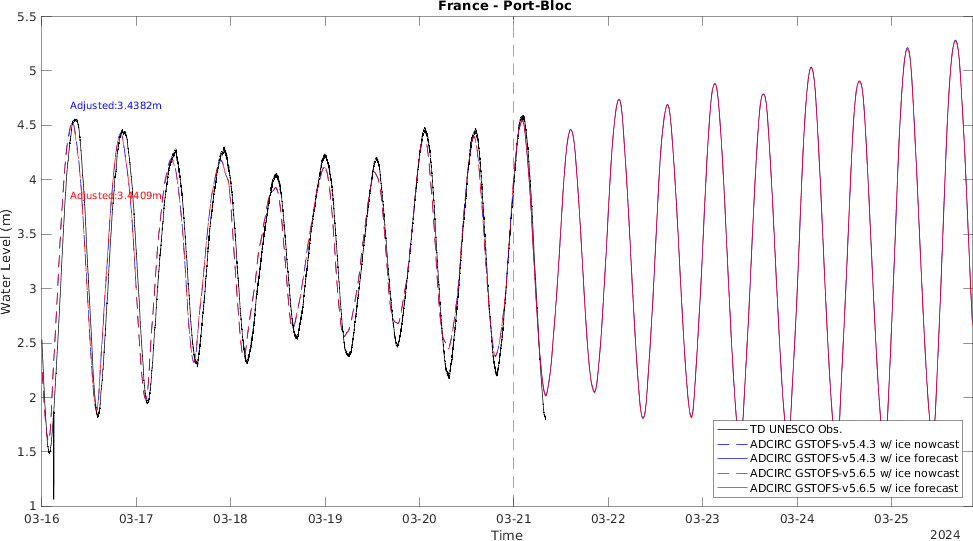 France - Port-Bloc
5.5
5
4.5
4
3.5
3
2.5
2
1.5
1
Water Level (m)
Adjusted:3.4382m
Adjusted:3.4409m
TD UNESCO Obs.
ADCIRC GSTOFS-v5.4.3 w/ ice nowcast
ADCIRC GSTOFS-v5.4.3 w/ ice forecast
ADCIRC GSTOFS-v5.6.5 w/ ice nowcast
ADCIRC GSTOFS-v5.6.5 w/ ice forecast
03-16 03-17 03-18 03-19 03-20 03-21 03-22 03-23 03-24 03-25
Time
2024